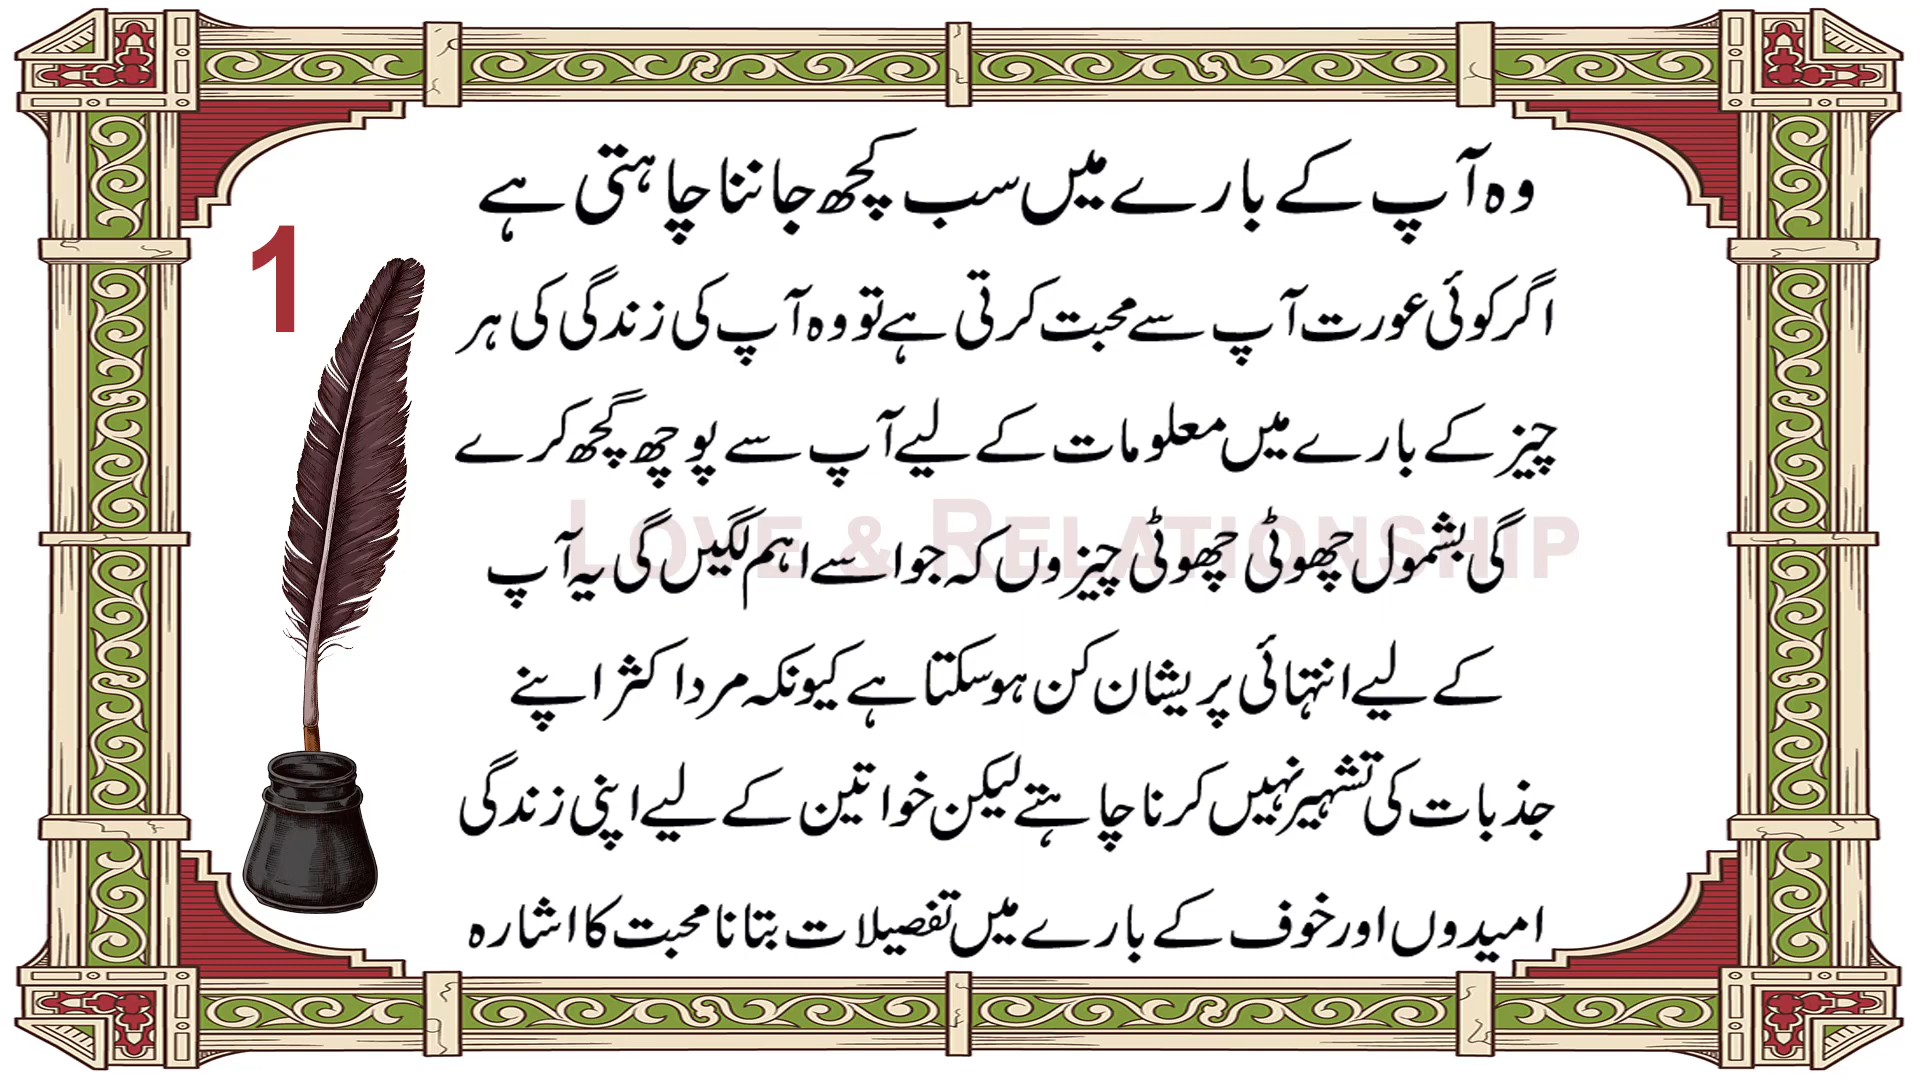 وہ آپ کے بارے میں سب کچھ جاننا چاہتی ہے
1
اگر کوئی عورت آپ سے محبت کرتی ہے تو وہ آپ کی زندگی کی ہر
چیز کے بارے میں معلومات کے لیے آپ سے پوچھ گچھ کرے
LOVE & RELATIONSHIP
گی بشمول چھوٹی چھوٹی چیزوں کہ جو اسے اہم لگیں گی یہ آپ
کے لیے انتہائی پریشان کن ہو سکتا ہے کیونکہ مرد اکثر اپنے
جذبات کی تشہیر نہیں کرنا چاہتے لیکن خواتین کے لیے اپنی زندگی
امیدوں اور خوف کے بارے میں تفصیلات بتانا محبت کا اشارہ